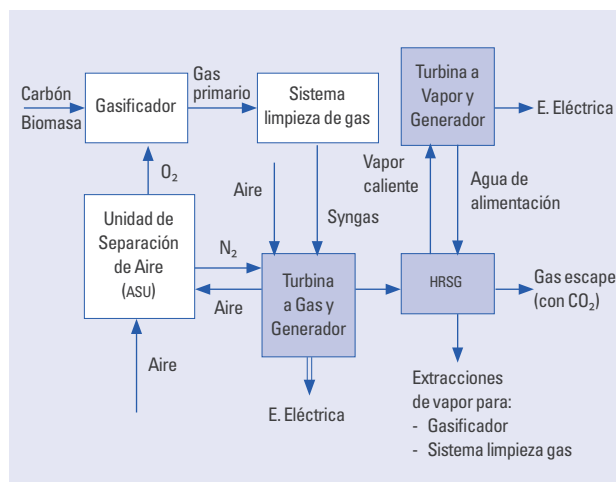 Carbón
Biomasa
Gasificador
Gas
primario
Sistema
limpieza de gas
Turbina a
Vapor y
Generador
E. Eléctrica
O₂
Aire
Syngas
Vapor
caliente
Agua de
alimentación
Unidad de
Separación
de Aire
(ASU)
N₂
Aire
Turbina
a Gas y
Generador
HRSG
Gas escape
(con CO₂)
Aire
E. Eléctrica
Extracciones
de vapor para:
- Gasificador
- Sistema limpieza gas